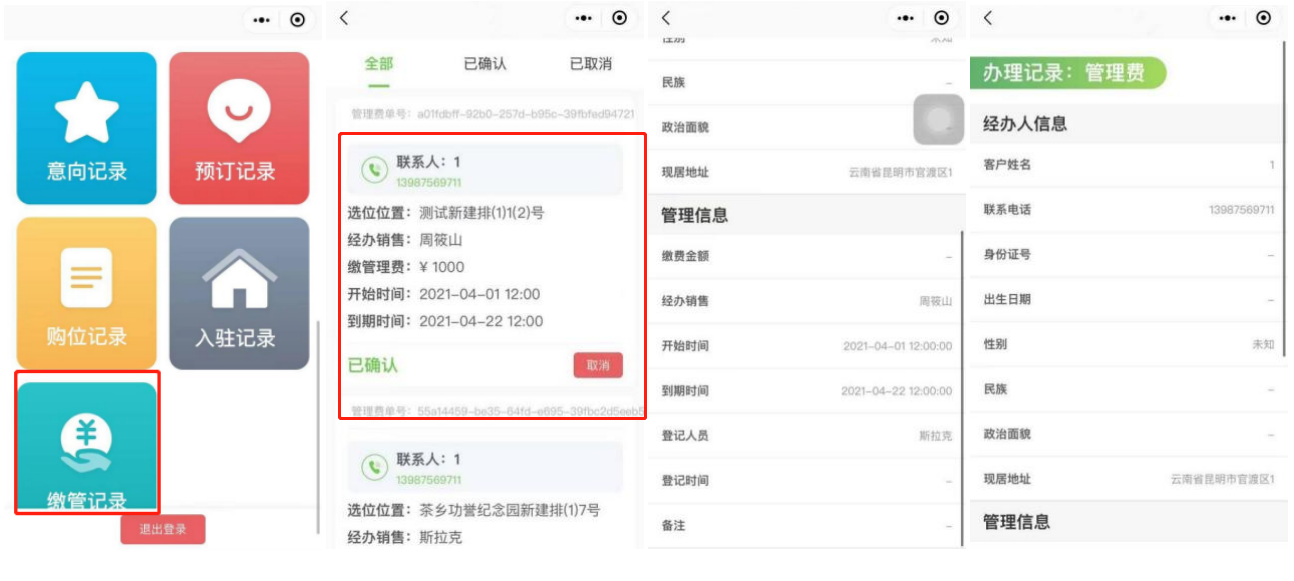 意向记录
预订记录
购位记录
入驻记录
缴管记录
退出登录
全部
已确认
已取消
管理费单号: a01fdbff-92b0-257d-b95c-39fbfed94721
联系人: 1
13987569711
选位位置: 测试新建排(1)1(2)号
经办销售: 周筱山
缴管理费: ¥ 1000
开始时间: 2021-04-01 12:00
到期时间: 2021-04-22 12:00
已确认
取消
管理费单号: 55a14459-be35-64fd-e695-39fbc2d5eeb5
联系人: 1
13987569711
选位位置: 茶乡功誉纪念园新建排(1)7号
经办销售: 斯拉克
性别 未知
民族 –
政治面貌
现居地址 云南省昆明市官渡区1
管理信息
缴费金额 –
经办销售 周筱山
开始时间 2021-04-01 12:00:00
到期时间 2021-04-22 12:00:00
登记人员 斯拉克
登记时间 –
备注 –
办理记录: 管理费
经办人信息
客户姓名 1
联系电话 13987569711
身份证号 –
出生日期 –
性别 未知
民族 –
政治面貌 –
现居地址 云南省昆明市官渡区1
管理信息